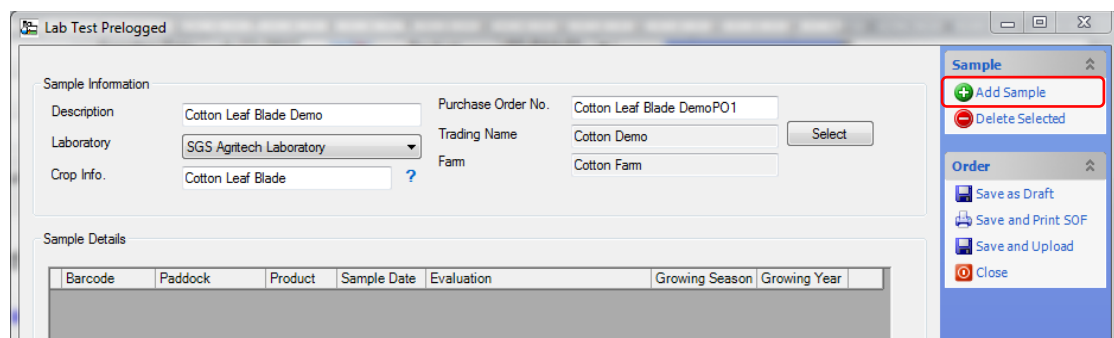 Lab Test Prelogged
Sample Information
Description Cotton Leaf Blade Demo Purchase Order No. Cotton Leaf Blade DemoPO1
Laboratory SGS Agritech Laboratory Trading Name Cotton Demo Select
Crop Info. Cotton Leaf Blade ? Farm Cotton Farm
Sample Details
Barcode Paddock Product Sample Date Evaluation Growing Season Growing Year
Sample
Add Sample
Delete Selected
Order
Save as Draft
Save and Print SOF
Save and Upload
Close